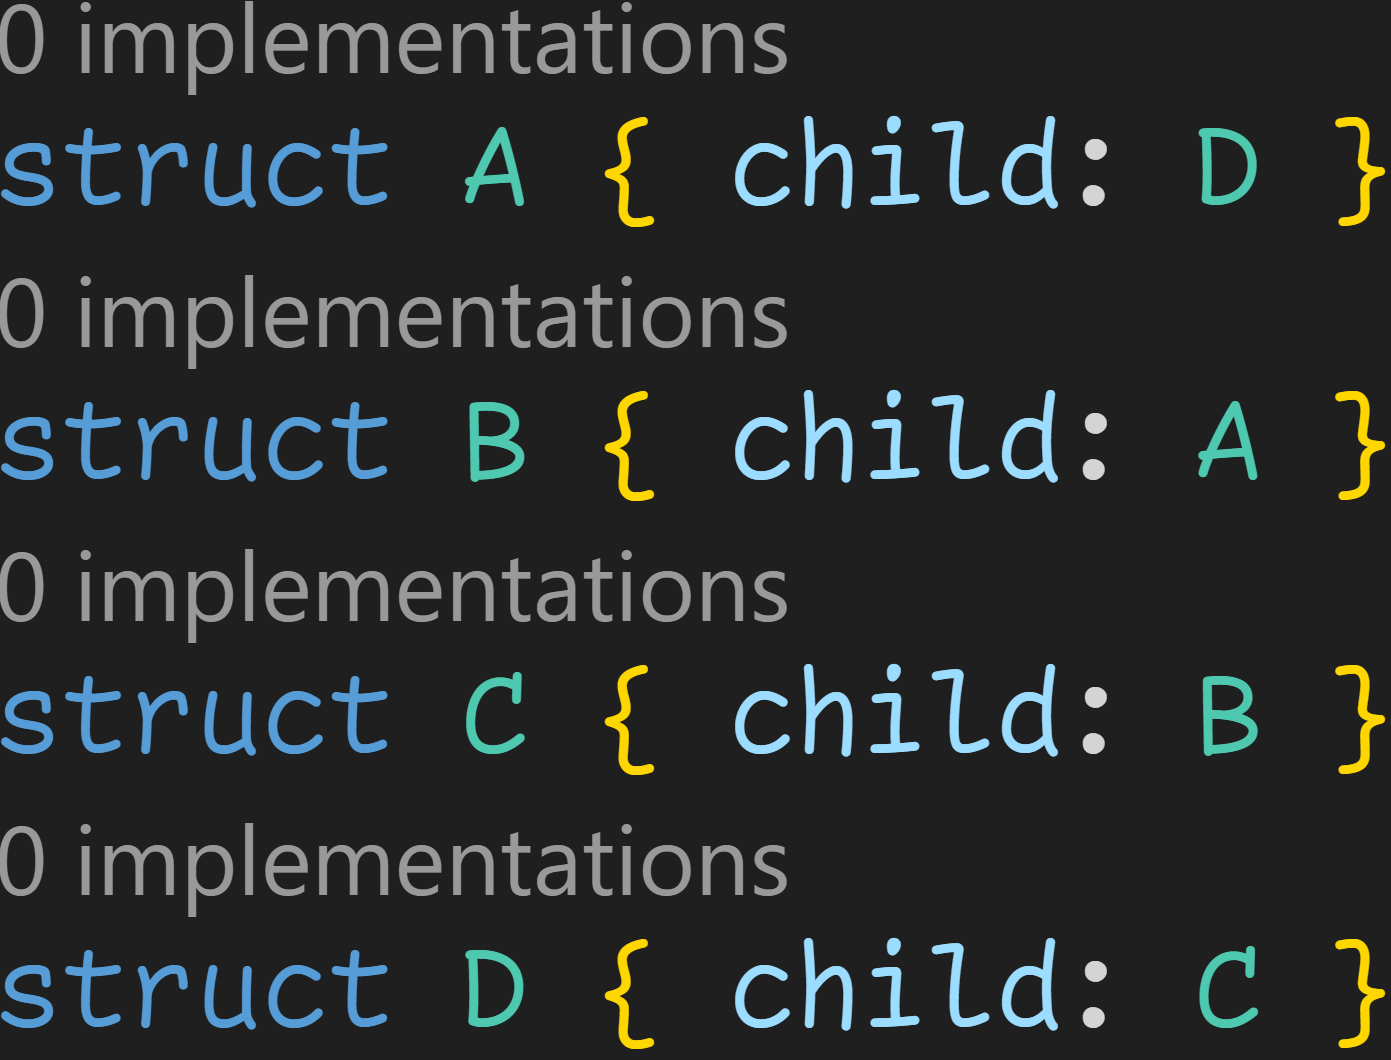 0 implementations
struct A { child: D }
0 implementations
struct B { child: A }
0 implementations
struct C { child: B }
0 implementations
struct D { child: C }